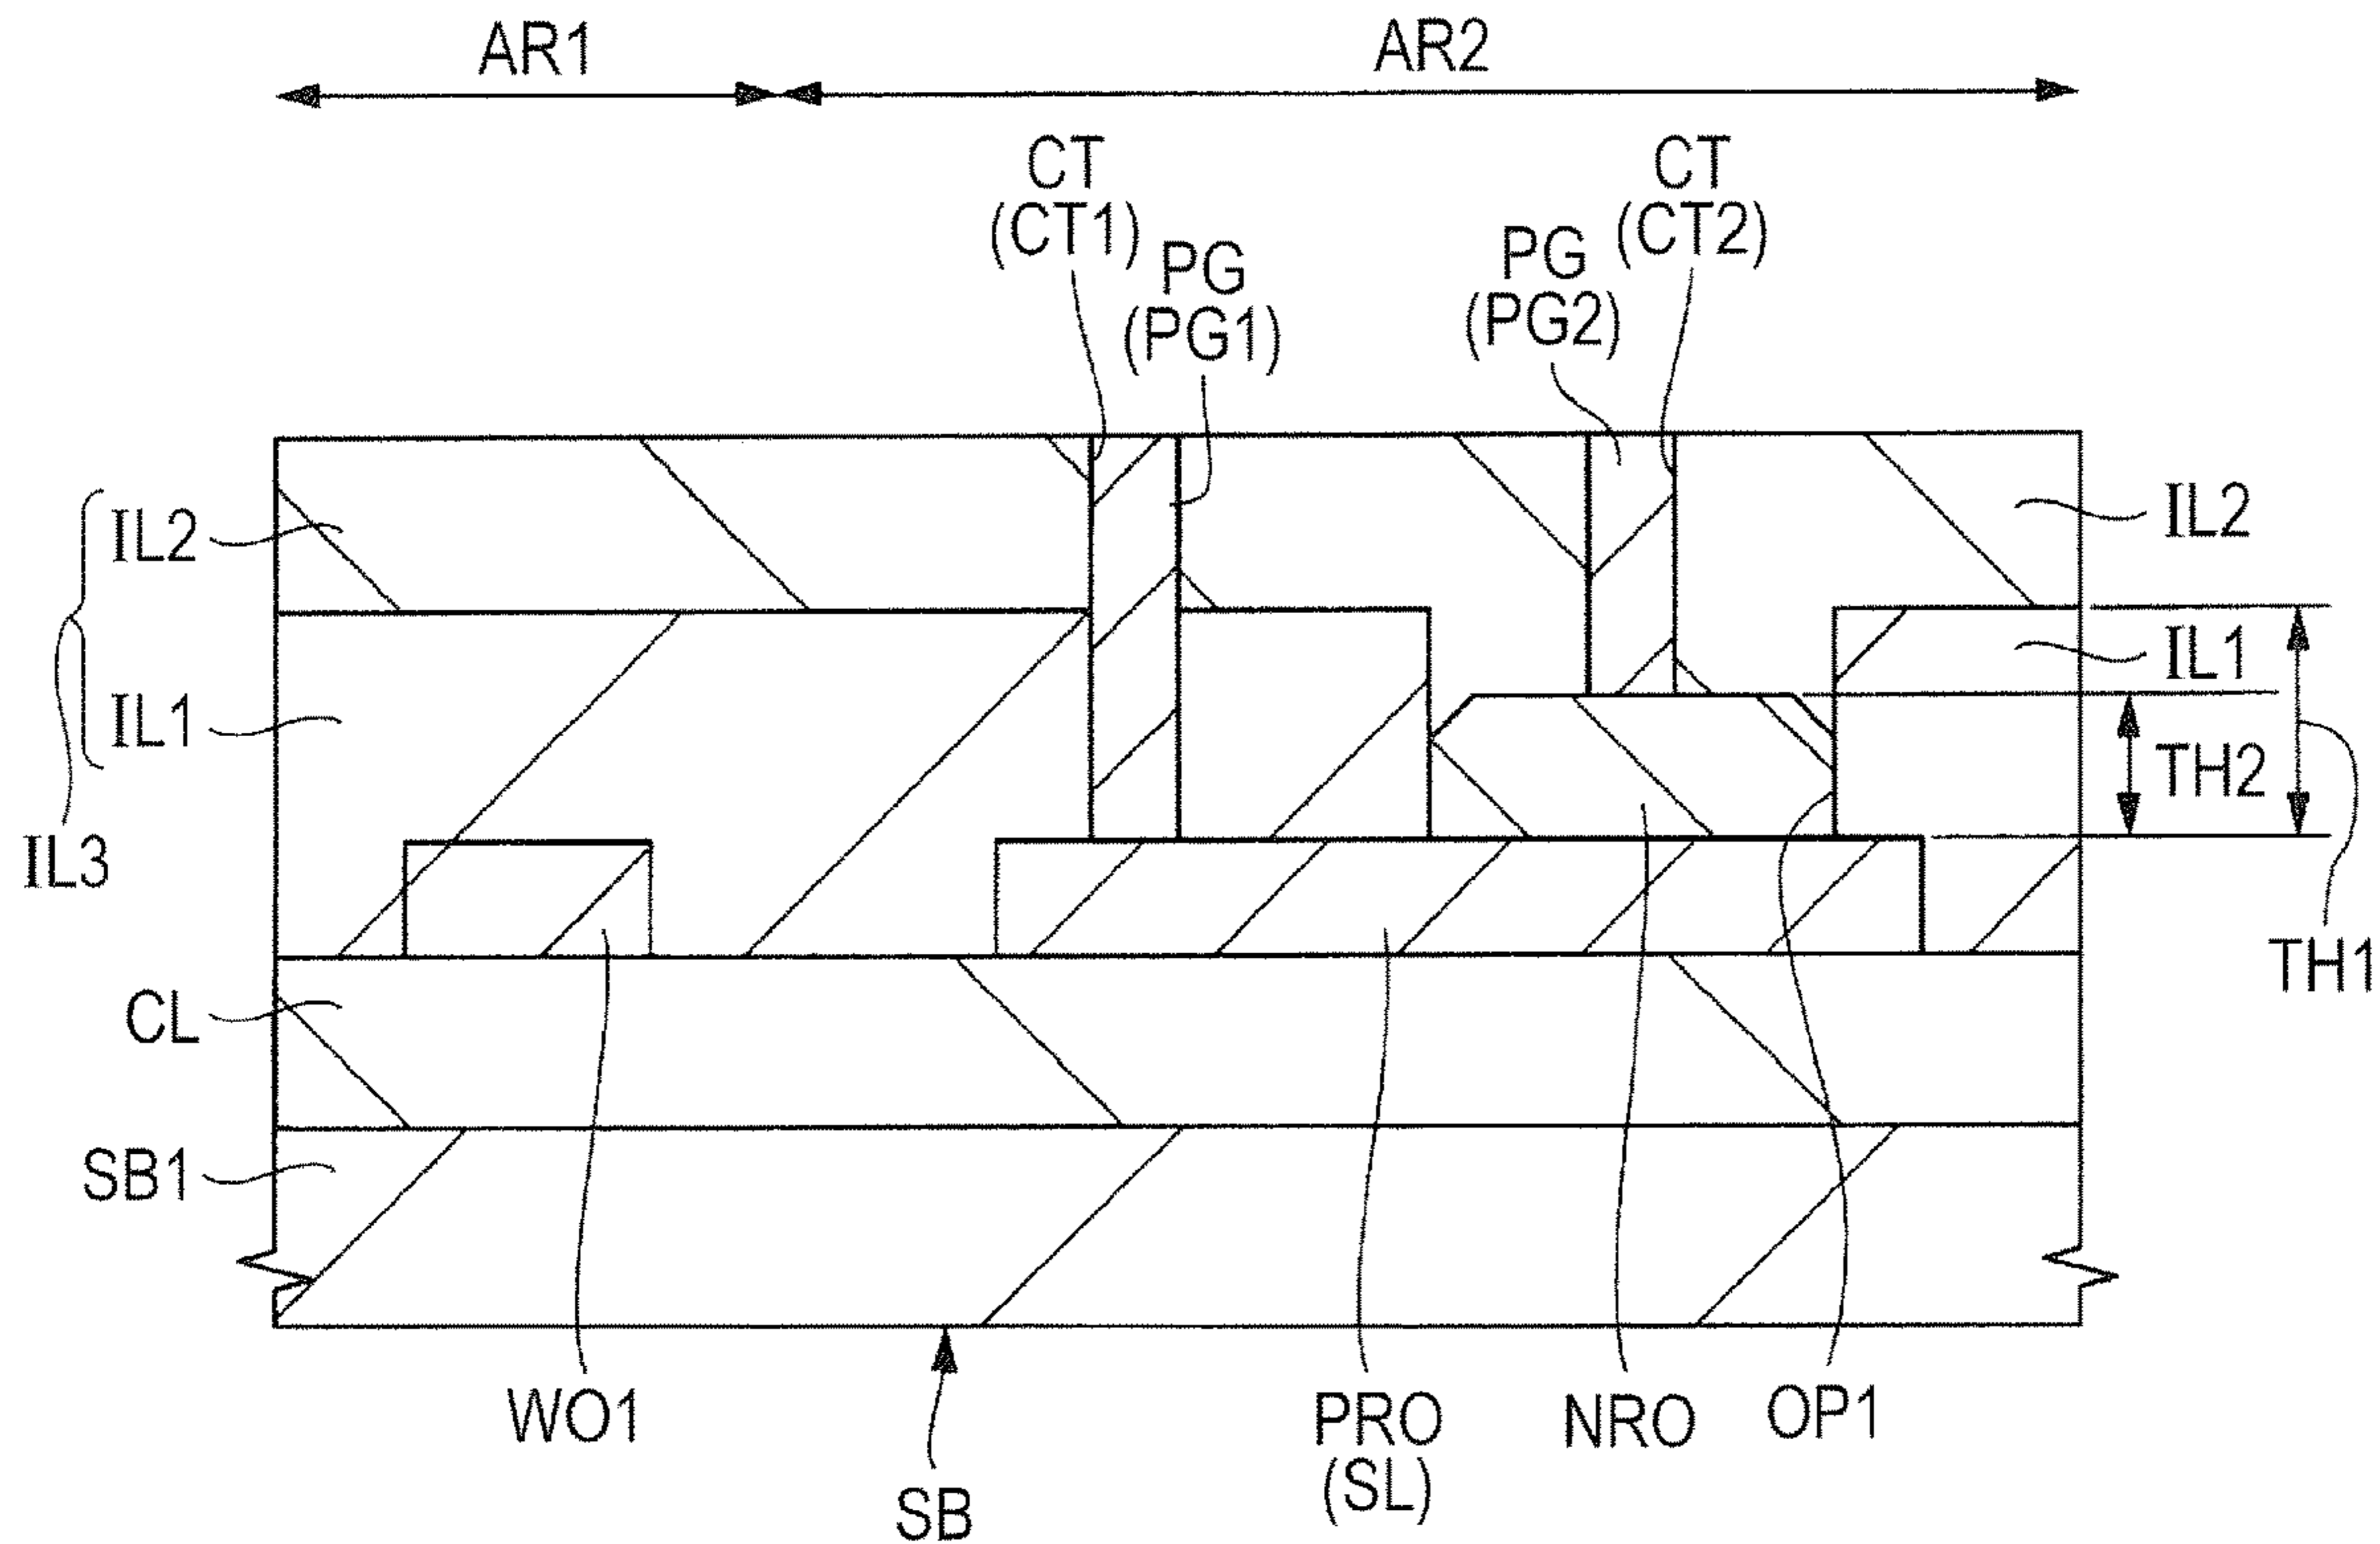 AR1
AR2
CT
(CT1)
PG
(PG1)
PG
(PG2)
CT
(CT2)
IL2
IL1
IL3
IL2
IL1
TH2
TH1
CL
SB1
WO1
SB
PRO
(SL)
NRO
OP1